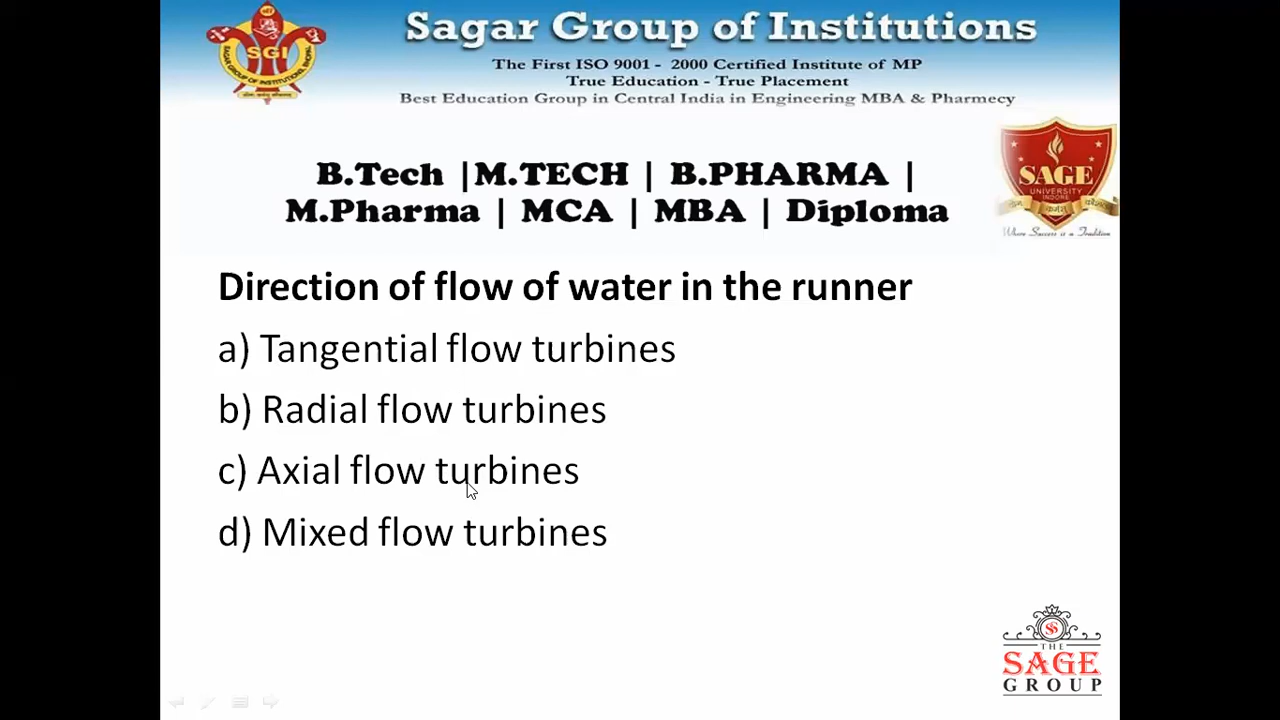 Sagar Group of Institutions
The First ISO 9001 - 2000 Certified Institute of MP
True Education - True Placement
Best Education Group in Central India in Engineering MBA & Pharmecy
SGI
B.Tech |M.TECH | B.PHARMA |
M.Pharma | MCA | MBA | Diploma
SAGE
UNIVERSITY
INDORE
Where Success is a Tradition
Direction of flow of water in the runner
a) Tangential flow turbines
b) Radial flow turbines
c) Axial flow turbines
d) Mixed flow turbines
THE
SAGE
GROUP